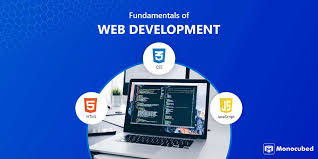 Fundamentals of
WEB DEVELOPMENT
CSS
HTML
JavaScript
Monocubed